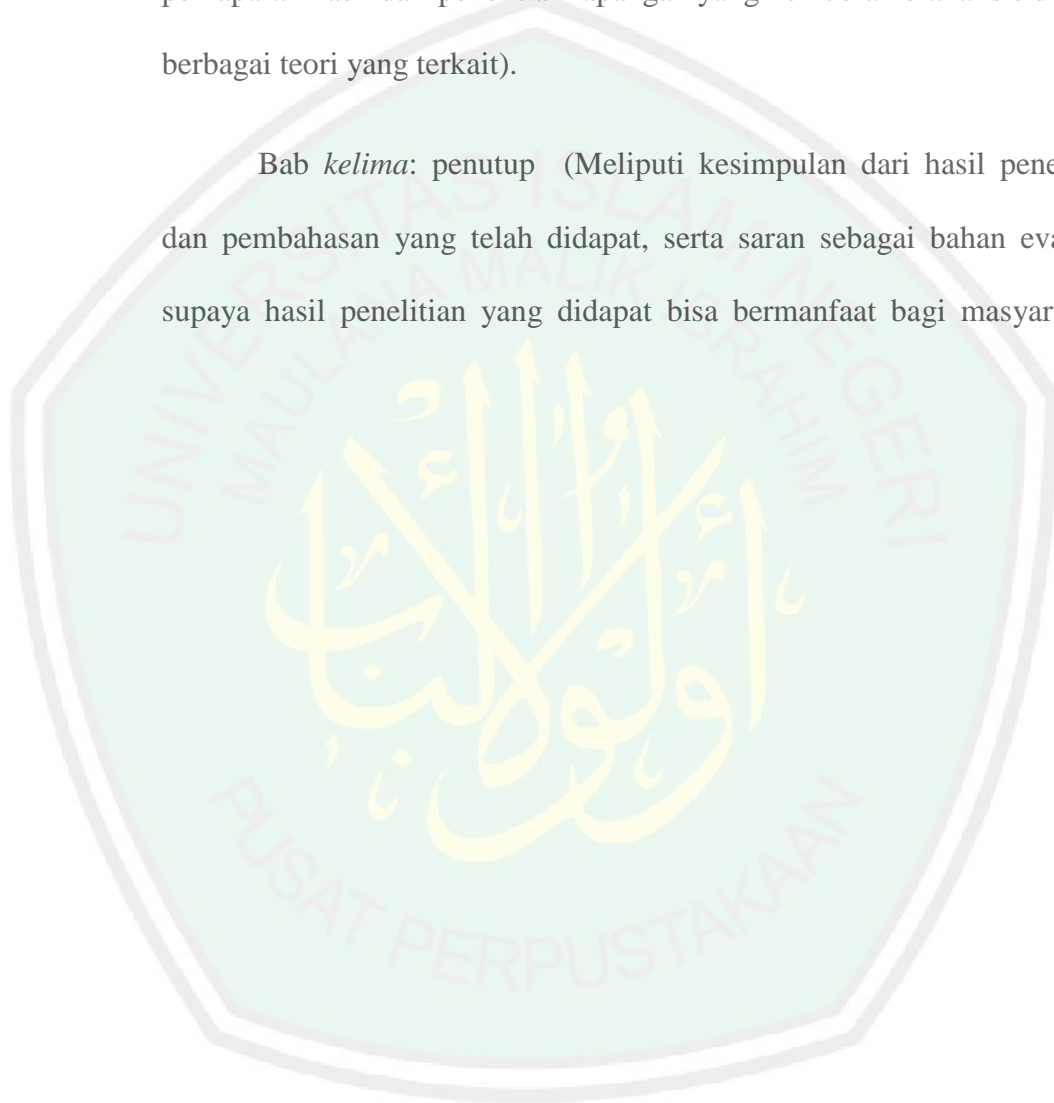 berbagai teori yang terkait).
Bab kelima: penutup (Meliputi kesimpulan dari hasil pene
dan pembahasan yang telah didapat, serta saran sebagai bahan eva
supaya hasil penelitian yang didapat bisa bermanfaat bagi masyar
UNIVERSITAS ISLAM NEGERI
MAULANA MALIK IBRAHIM
أولوا الألباب
PUSAT PERPUSTAKAAN